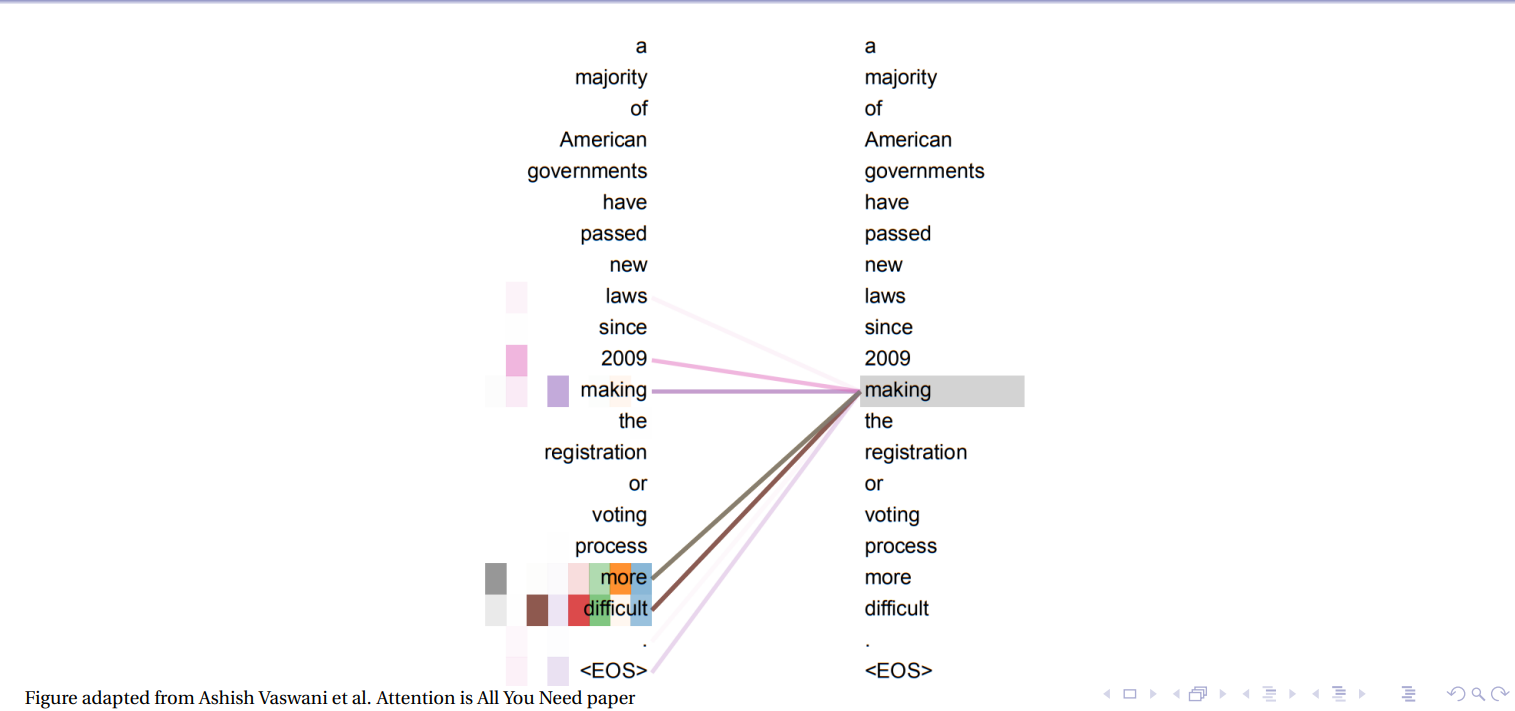 a a
majority majority
of of
American American
governments governments
have have
passed passed
new new
laws laws
since since
2009 2009
making making
the the
registration registration
or or
voting voting
process process
more more
difficult difficult
. .
<EOS> <EOS>
Figure adapted from Ashish Vaswani et al. Attention is All You Need paper